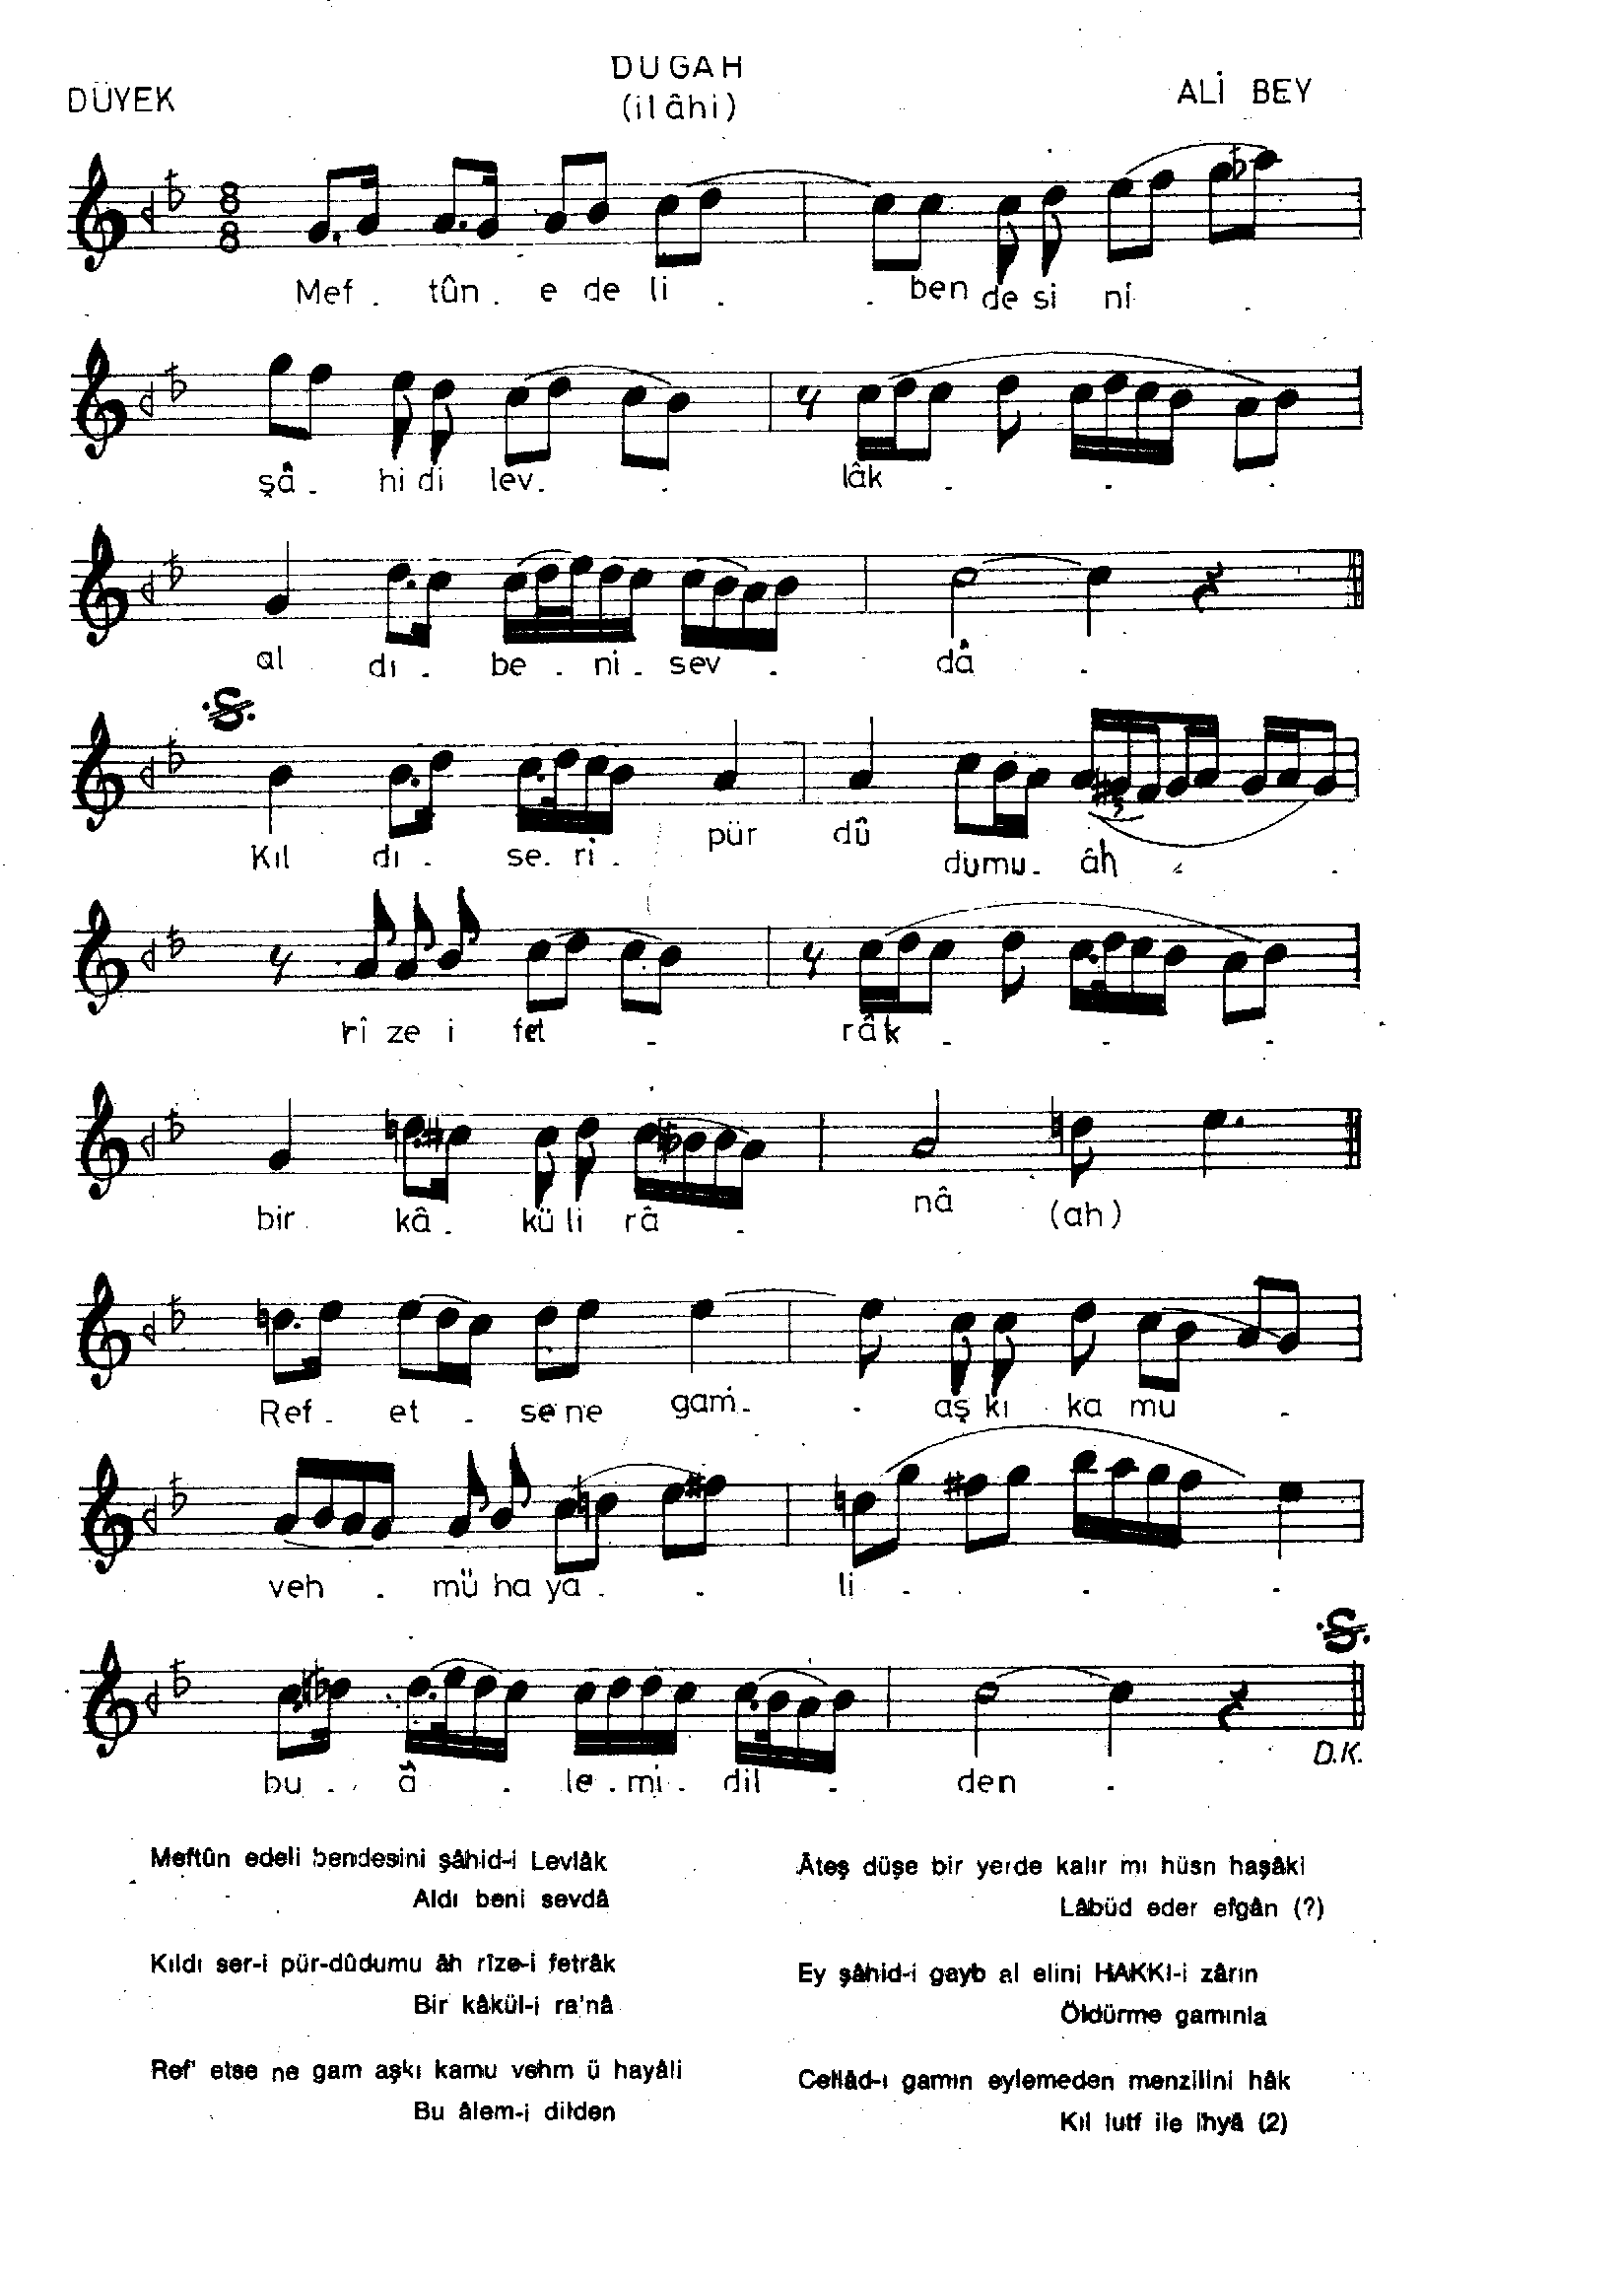 DÜYEK
DUGAH
(ilâhi)
ALİ BEY
8
8
Mef . tûn . e de li . . ben de si ni .
şâ . hi di lev . . lâk . . .
al dı . be . ni . sev . dâ .
Kıl dı . se . ri . pür dû dumu . âh . .
rî ze i fet . râk . . .
bir kâ . kü li râ . nâ (ah)
Ref . et . se ne gam . . aş kı ka mu .
veh . mü ha ya . . li . . . .
bu . . â . le . mi . dil . den .
D.K.
Meftûn edeli bendesini şâhid-i Levlâk
Aldı beni sevdâ
Kıldı ser-i pür-dûdumu âh rîze-i fetrâk
Bir kâkül-i ra'nâ
Ref' etse ne gam aşkı kamu vehm ü hayâli
Bu âlem-i dilden
Âteş düşe bir yerde kalır mı hüsn haşâki
Lâbüd eder efgân (?)
Ey şâhid-i gayb al elini HAKKI-i zârın
Öldürme gamınla
Cellâd-ı gamın eylemeden menzilini hâk
Kıl lutf ile ihyâ (2)